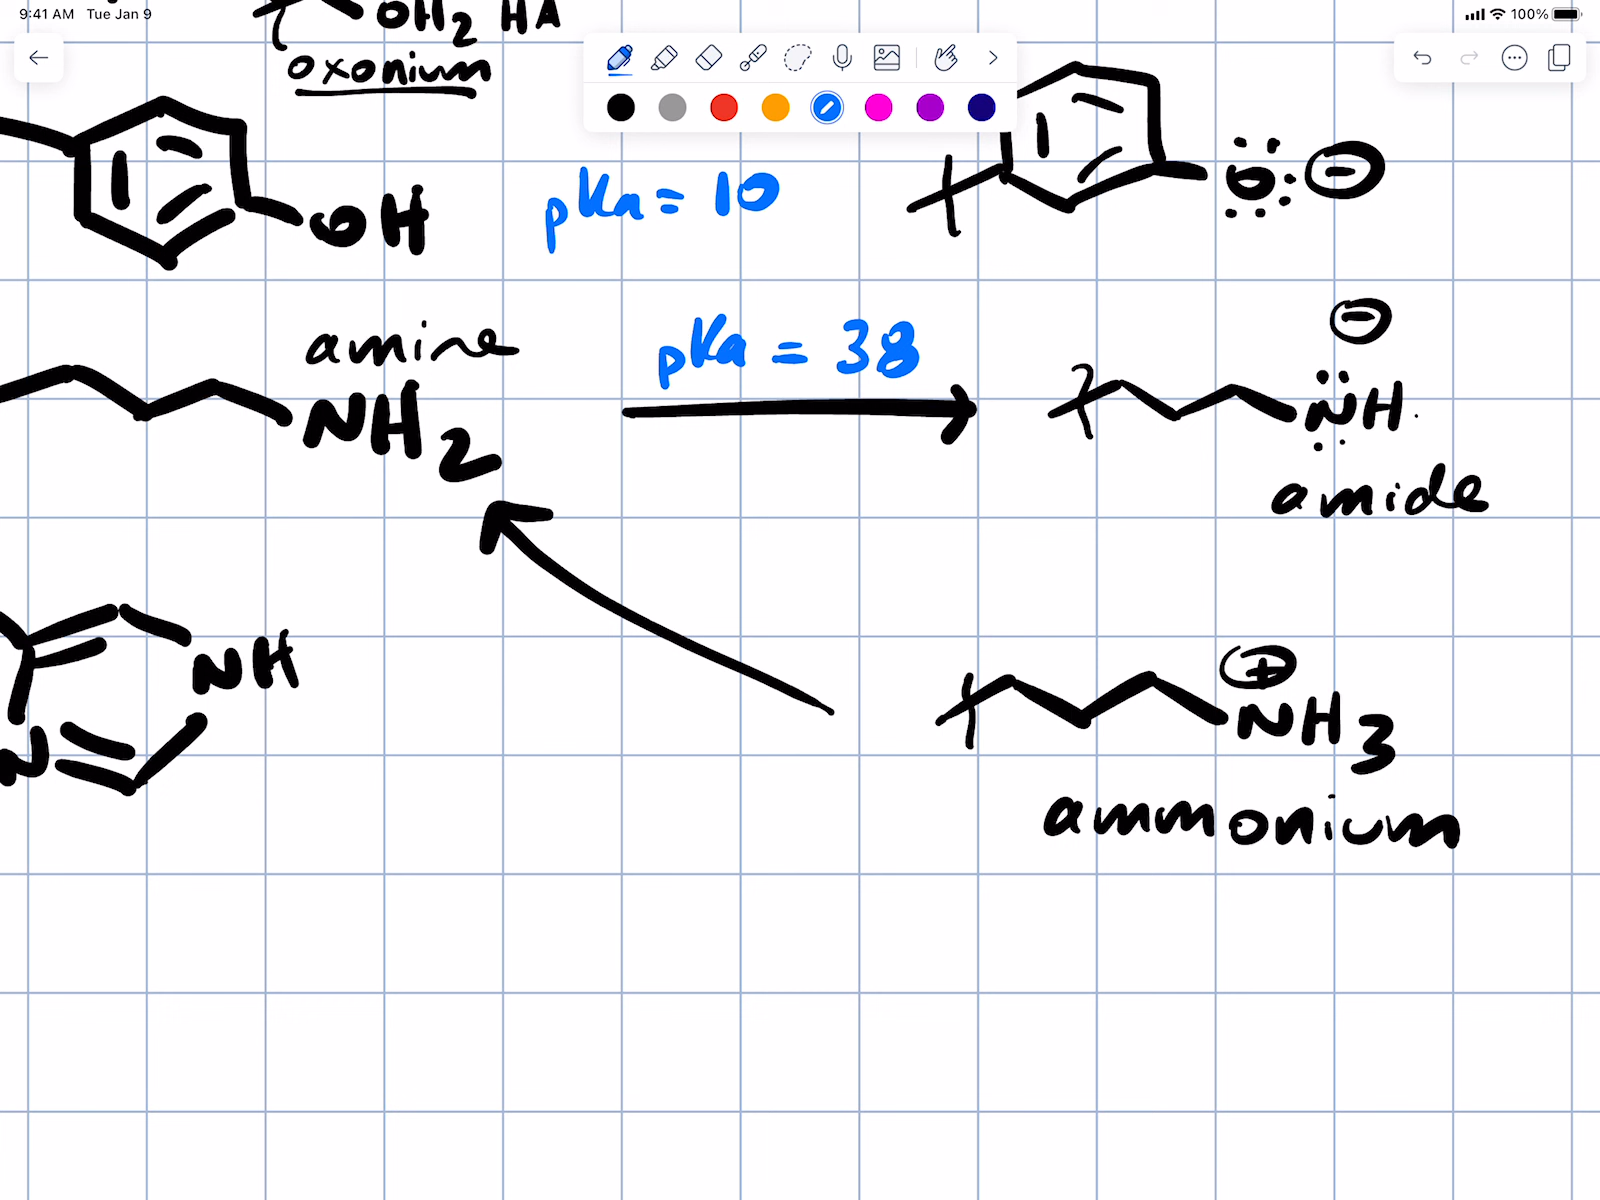 9:41 AM Tue Jan 9
100%
OH2 HA
oxonium
OH
pKa = 10
O
amine
NH2
pKa = 38
NH
amide
NH
N
NH3
ammonium